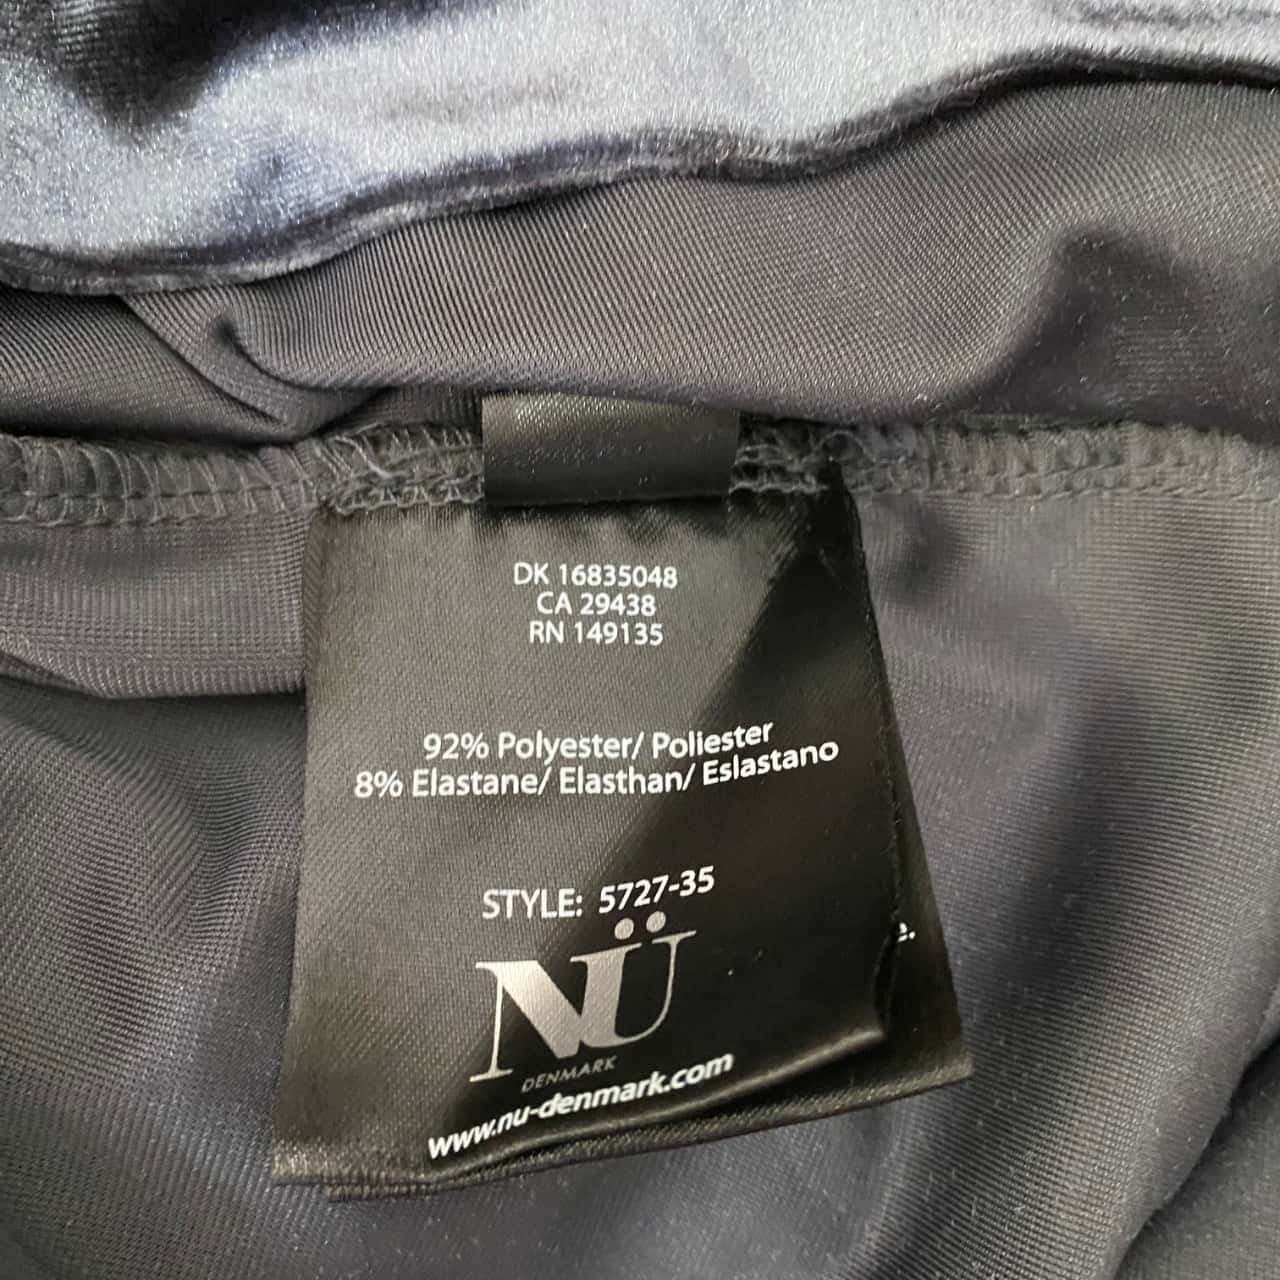 DK 16835048
CA 29438
RN 149135
92% Polyester/ Poliester
8% Elastane/ Elasthan/ Eslastano
STYLE: 5727-35
NÜ
DENMARK
www.nu-denmark.com